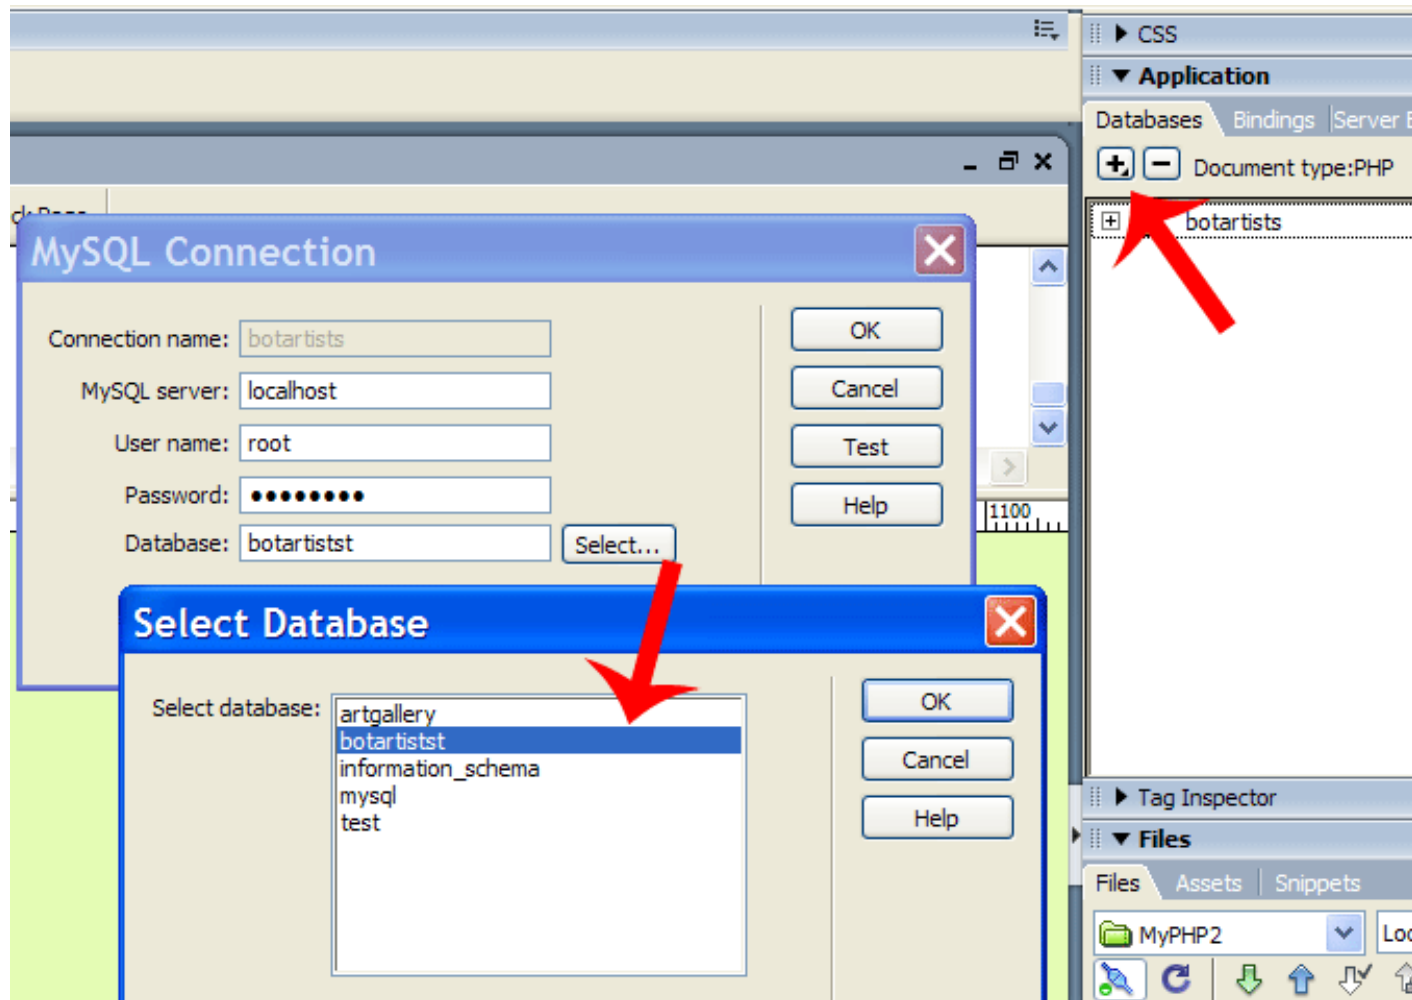 CSS
Application
Databases Bindings Server
Document type:PHP
botartists
Page
MySQL Connection
Connection name: botartists
MySQL server: localhost
User name: root
Password: ●●●●●●●●
Database: botartistst Select...
OK
Cancel
Test
Help
1100
Select Database
Select database:
artgallery
botartistst
information_schema
mysql
test
OK
Cancel
Help
Tag Inspector
Files
Files Assets Snippets
MyPHP2